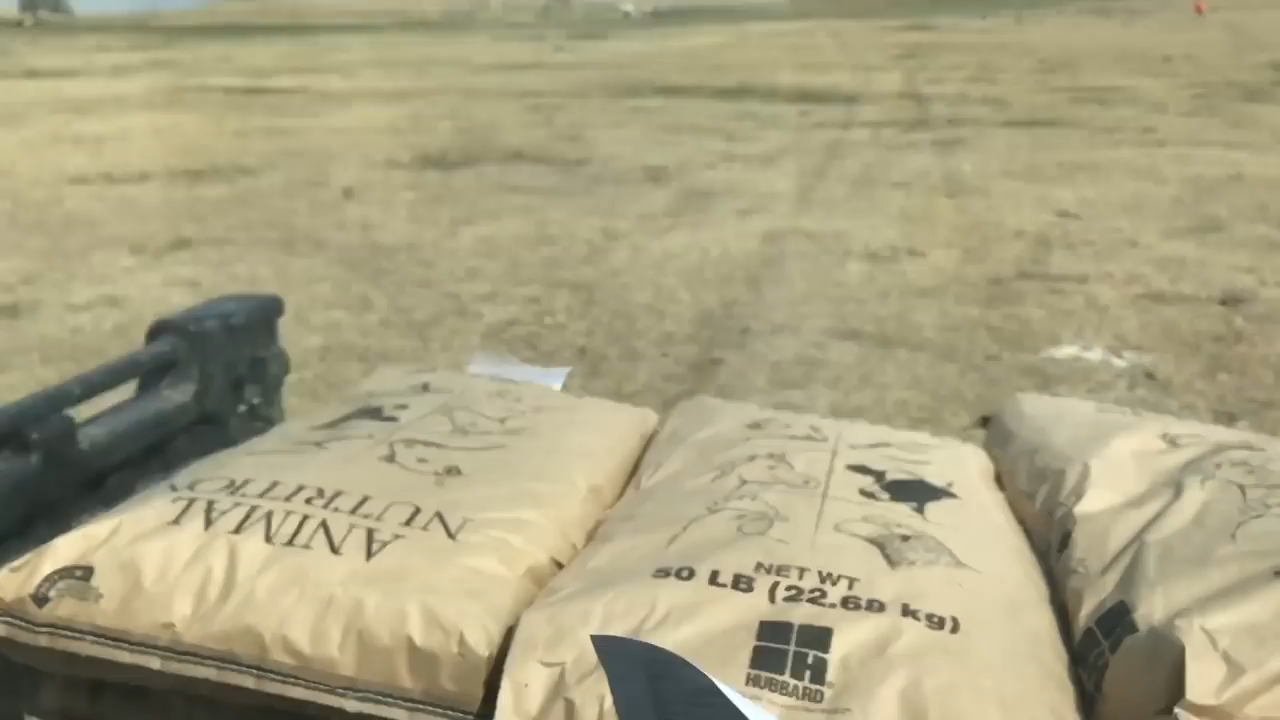 ANIMAL
NUTRITION
NET WT
50 LB (22.68 kg)
HUBBARD